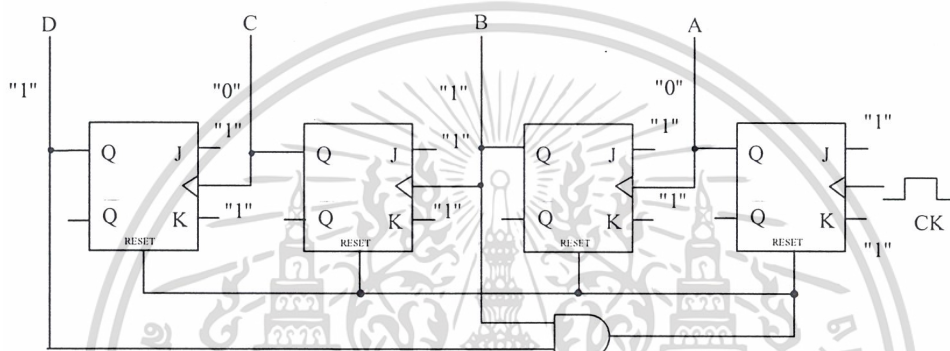 D C B A
"1" "0" "1" "0"
"1" "1" "1" "1"
Q J Q J Q J Q J
"1" "1" "1"
Q K Q K Q K Q K
RESET RESET RESET RESET
CK
"1"